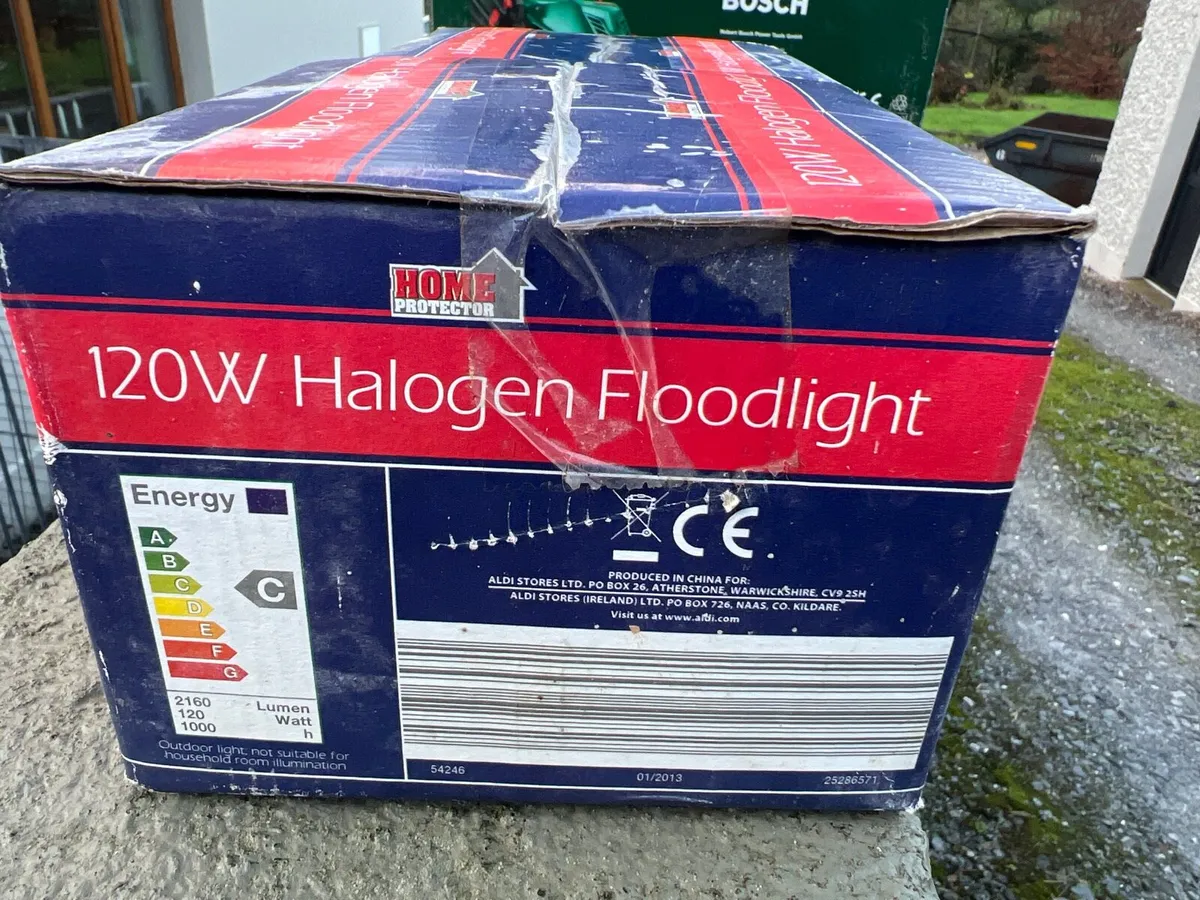 BOSCH
Robert Bosch Power Tools GmbH
Halogen Floodlight
120W Halogen Floodlight
HOME
PROTECTOR
120W Halogen Floodlight
Energy
A
B
C
D
E
F
G
C
2160 Lumen
120 Watt
1000 h
Outdoor light, not suitable for
household room illumination
CE
PRODUCED IN CHINA FOR:
ALDI STORES LTD. PO BOX 26, ATHERSTONE, WARWICKSHIRE, CV9 2SH
ALDI STORES (IRELAND) LTD. PO BOX 726, NAAS, CO. KILDARE.
Visit us at www.aldi.com
54246
01/2013
25286571